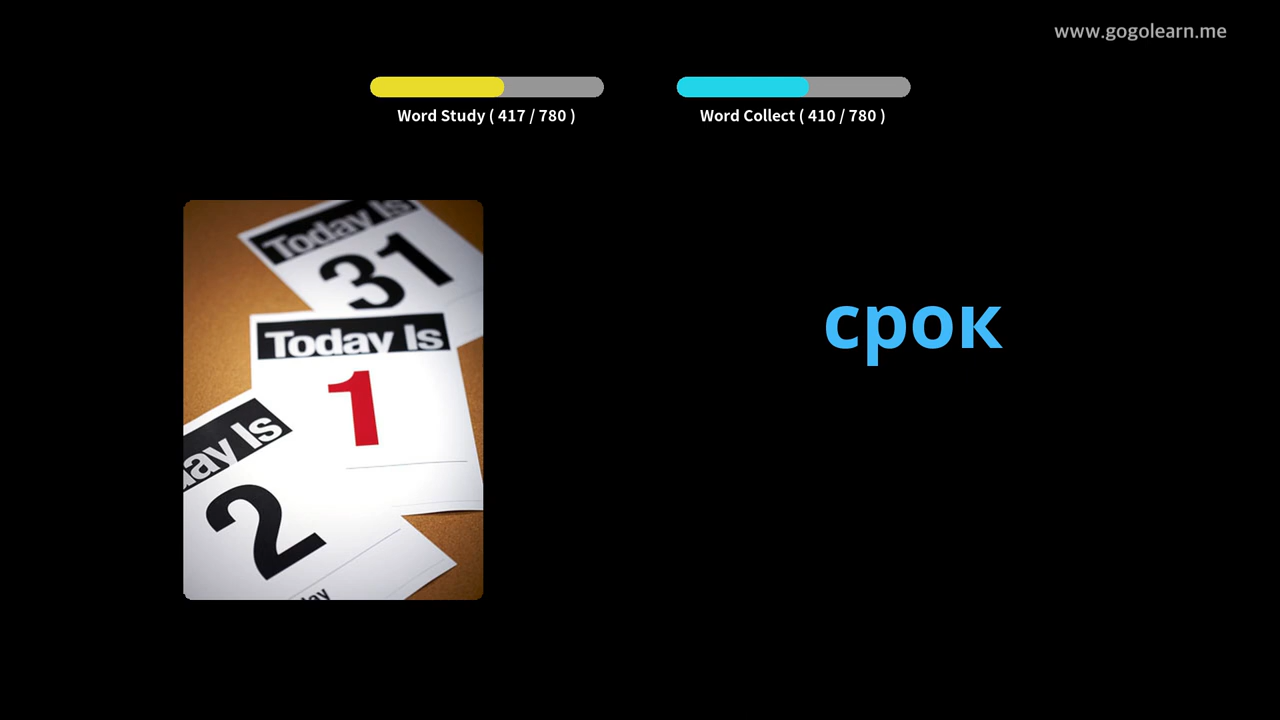 www.gogolearn.me
Word Study ( 417 / 780 )
Word Collect ( 410 / 780 )
Today Is
31
Today Is
1
ay Is
2
срок